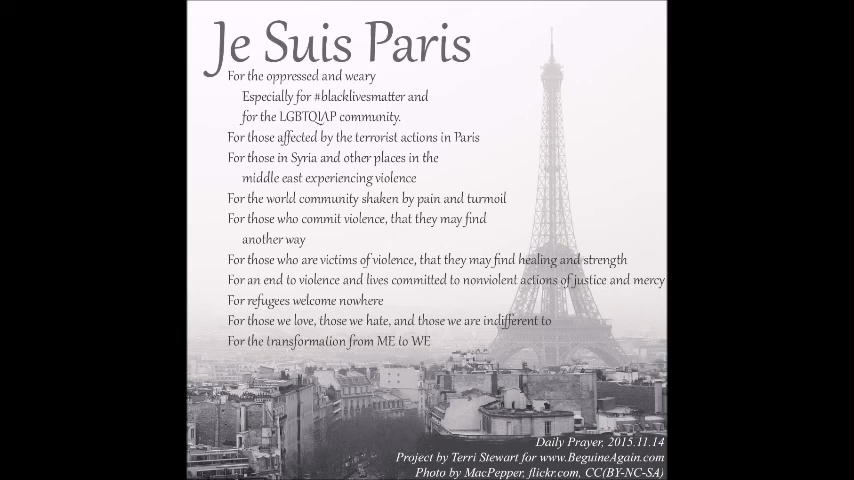 Je Suis Paris
For the oppressed and weary
Especially for #blacklivesmatter and
for the LGBTQIAP community.
For those affected by the terrorist actions in Paris
For those in Syria and other places in the
middle east experiencing violence
For the world community shaken by pain and turmoil
For those who commit violence, that they may find
another way
For those who are victims of violence, that they may find healing and strength
For an end to violence and lives committed to nonviolent actions of justice and mercy
For refugees welcome nowhere
For those we love, those we hate, and those we are indifferent to
For the transformation from ME to WE
Daily Prayer, 2015.11.14
Project by Terri Stewart for www.BeguineAgain.com
Photo by MacPepper, flickr.com, CC(BY-NC-SA)